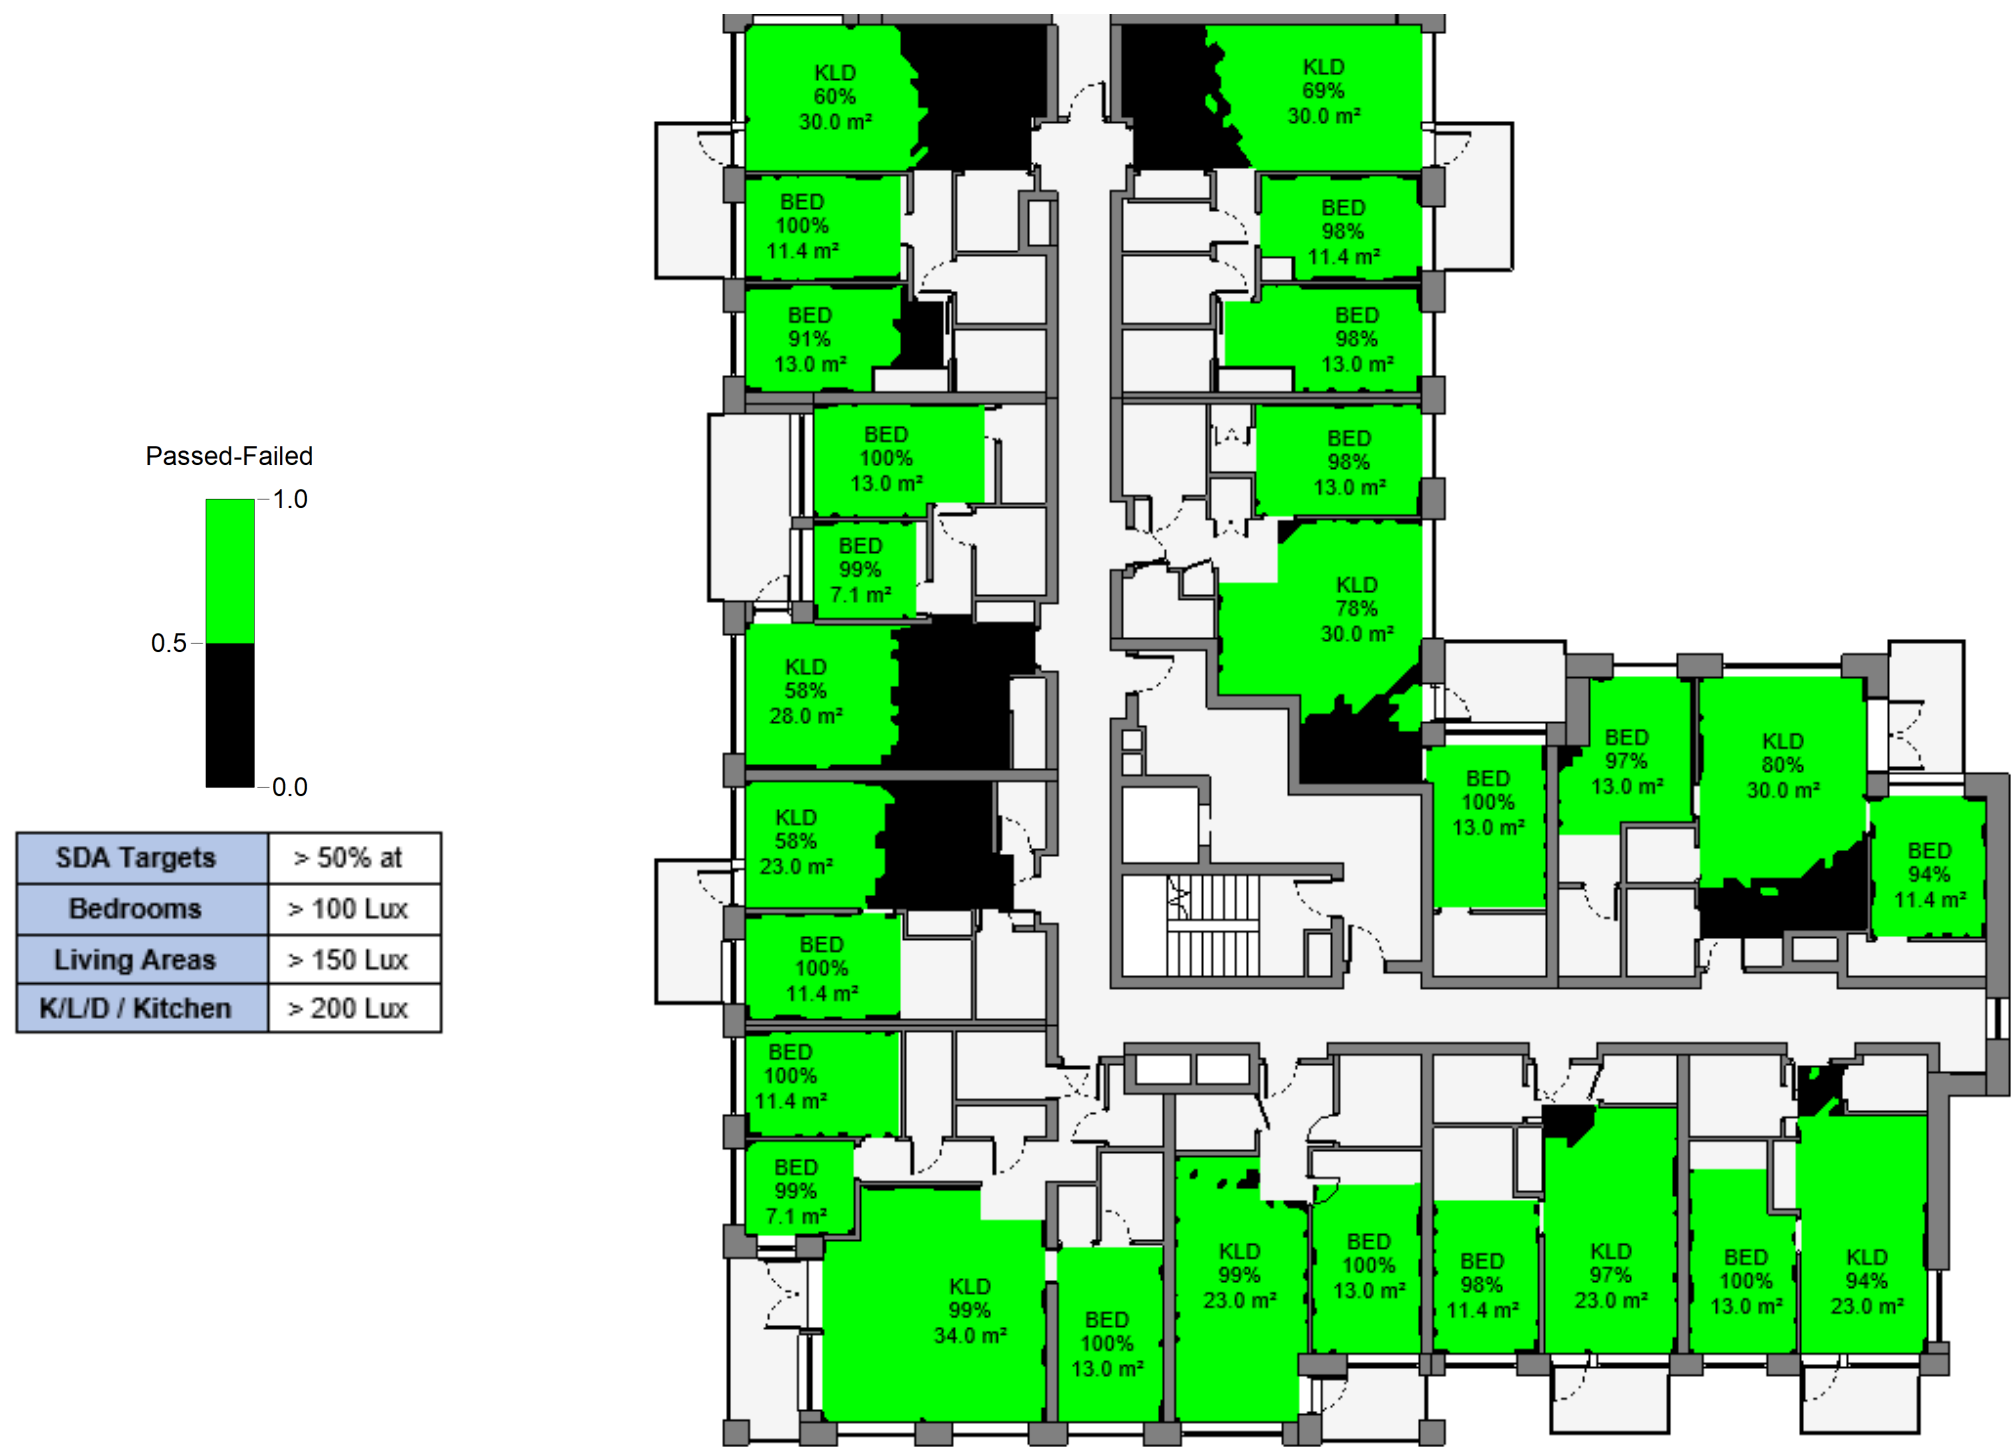 KLD
60%
30.0 m²
KLD
69%
30.0 m²
BED
100%
11.4 m²
BED
98%
11.4 m²
BED
91%
13.0 m²
BED
98%
13.0 m²
BED
100%
13.0 m²
BED
98%
13.0 m²
Passed-Failed
1.0
0.5
0.0
BED
99%
7.1 m²
KLD
78%
30.0 m²
KLD
58%
28.0 m²
BED
97%
13.0 m²
KLD
80%
30.0 m²
BED
100%
13.0 m²
KLD
58%
23.0 m²
BED
94%
11.4 m²
SDA Targets > 50% at
Bedrooms > 100 Lux
Living Areas > 150 Lux
K/L/D / Kitchen > 200 Lux
BED
100%
11.4 m²
BED
100%
11.4 m²
BED
99%
7.1 m²
KLD
99%
34.0 m²
BED
100%
13.0 m²
KLD
99%
23.0 m²
BED
100%
13.0 m²
BED
98%
11.4 m²
KLD
97%
23.0 m²
BED
100%
13.0 m²
KLD
94%
23.0 m²